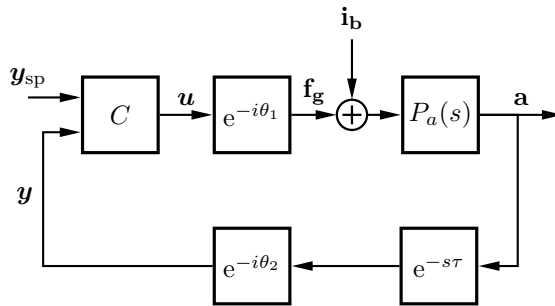 i_b
y_sp
C
u
e^{-iθ_1}
f_g
+
P_a(s)
a
y
e^{-iθ_2}
e^{-sτ}